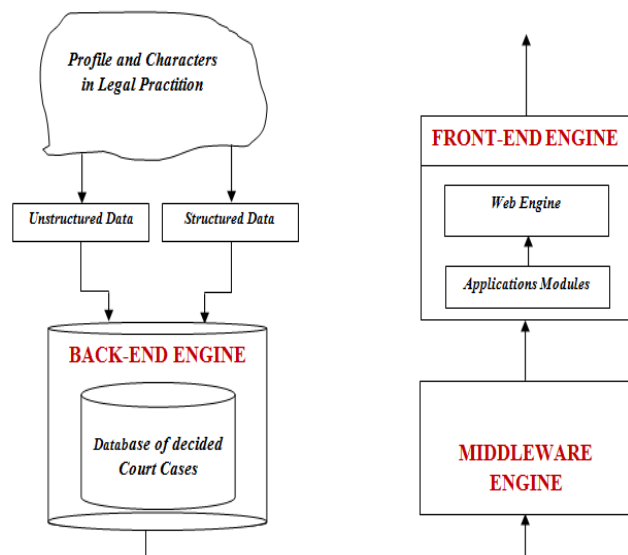 Profile and Characters
in Legal Practition
Unstructured Data
Structured Data
BACK-END ENGINE
Database of decided
Court Cases
FRONT-END ENGINE
Web Engine
Applications Modules
MIDDLEWARE
ENGINE